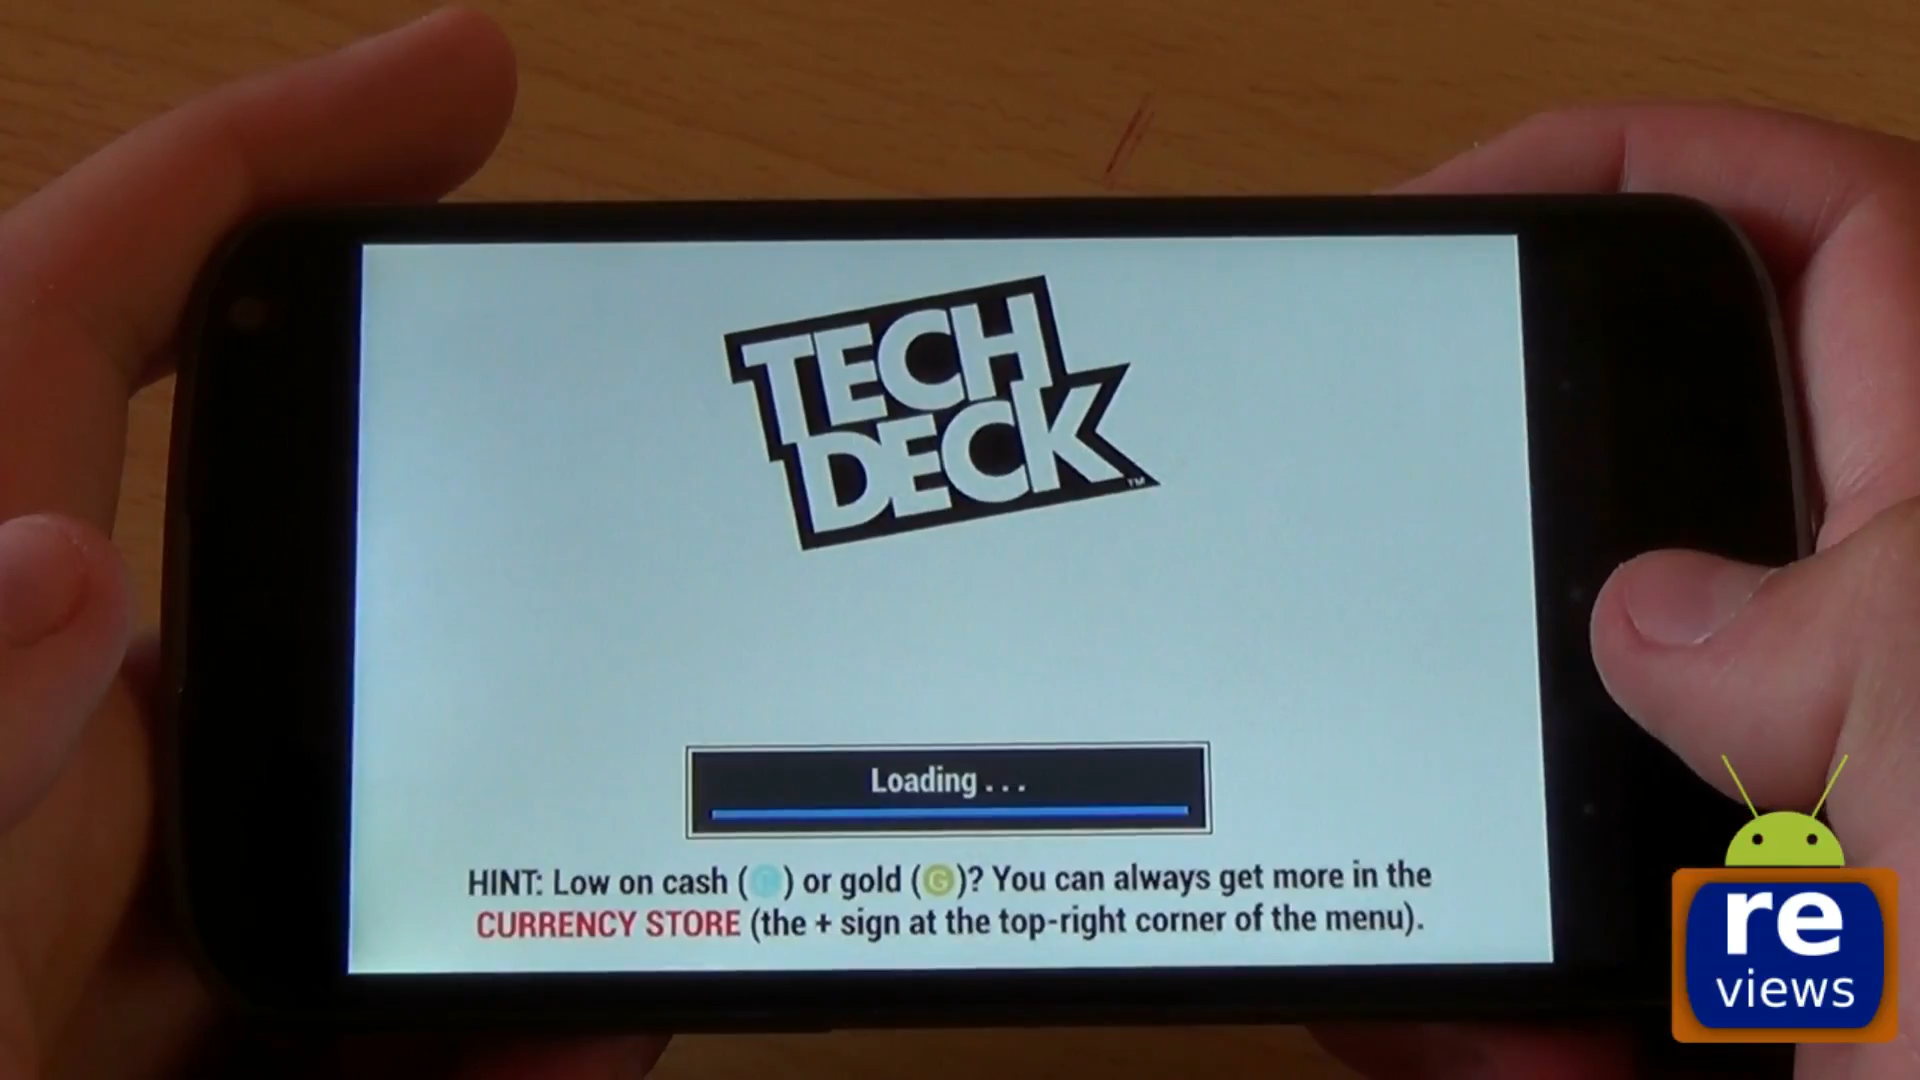 TECH
DECK
TM
Loading . . .
HINT: Low on cash ( ) or gold (G)? You can always get more in the
CURRENCY STORE (the + sign at the top-right corner of the menu).
re
views